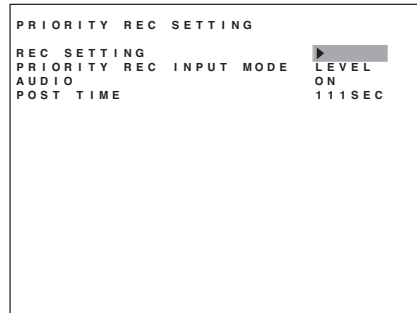 PRIORITY REC SETTING
REC SETTING ▶
PRIORITY REC INPUT MODE LEVEL
AUDIO ON
POST TIME 111SEC